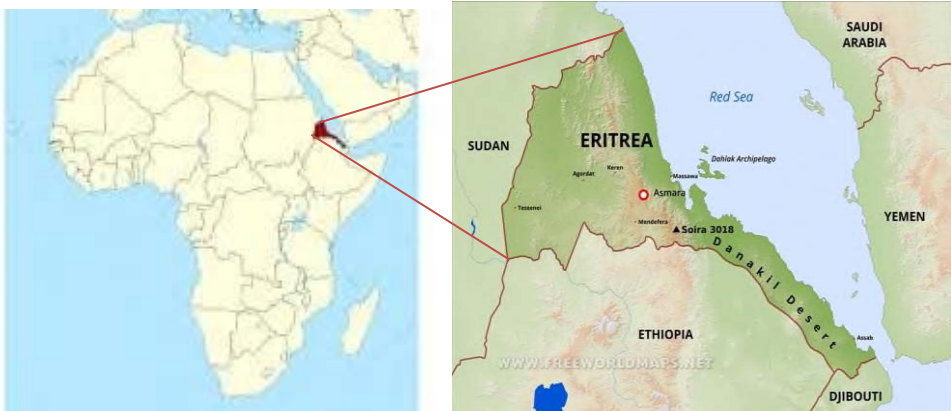 SAUDI
ARABIA
Red Sea
SUDAN
ERITREA
Dahlak Archipelago
Keren
Agordat
Massawa
Asmara
Teseenei
Mendefera
Soira 3018
YEMEN
Danakil Desert
ETHIOPIA
Assab
WWW.FREEWORLDMAPS.NET
DJIBOUTI